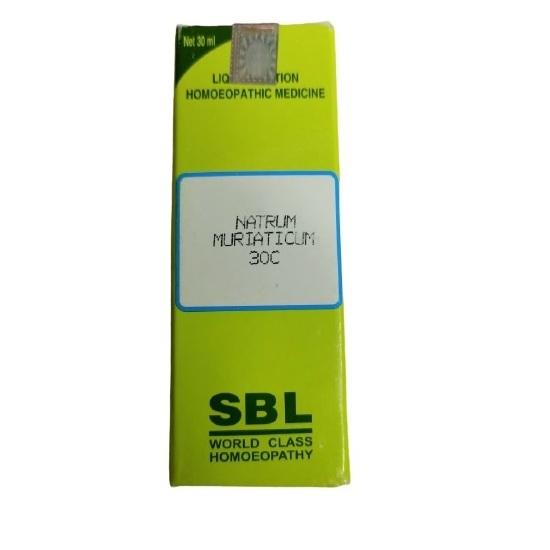 Net 30 ml
HOMOEOPATHIC MEDICINE
NATRUM
MURIATICUM
30C
SBL
WORLD CLASS
HOMOEOPATHY